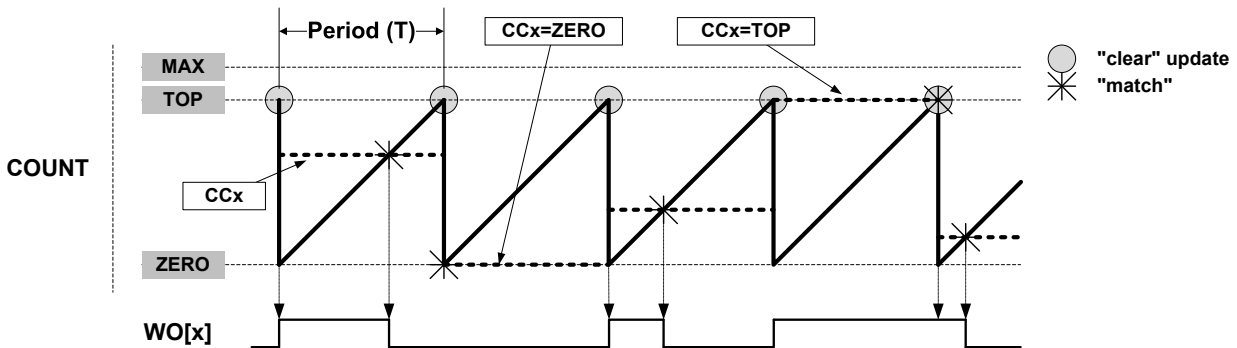 Period (T)
CCx=ZERO
CCx=TOP
"clear" update
"match"
MAX
TOP
COUNT
CCx
ZERO
WO[x]